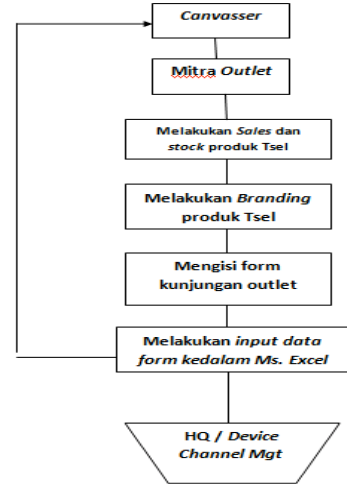 Canvasser
Mitra Outlet
Melakukan Sales dan
stock produk Tsel
Melakukan Branding
produk Tsel
Mengisi form
kunjungan outlet
Melakukan input data
form kedalam Ms. Excel
HQ / Device
Channel Mgt